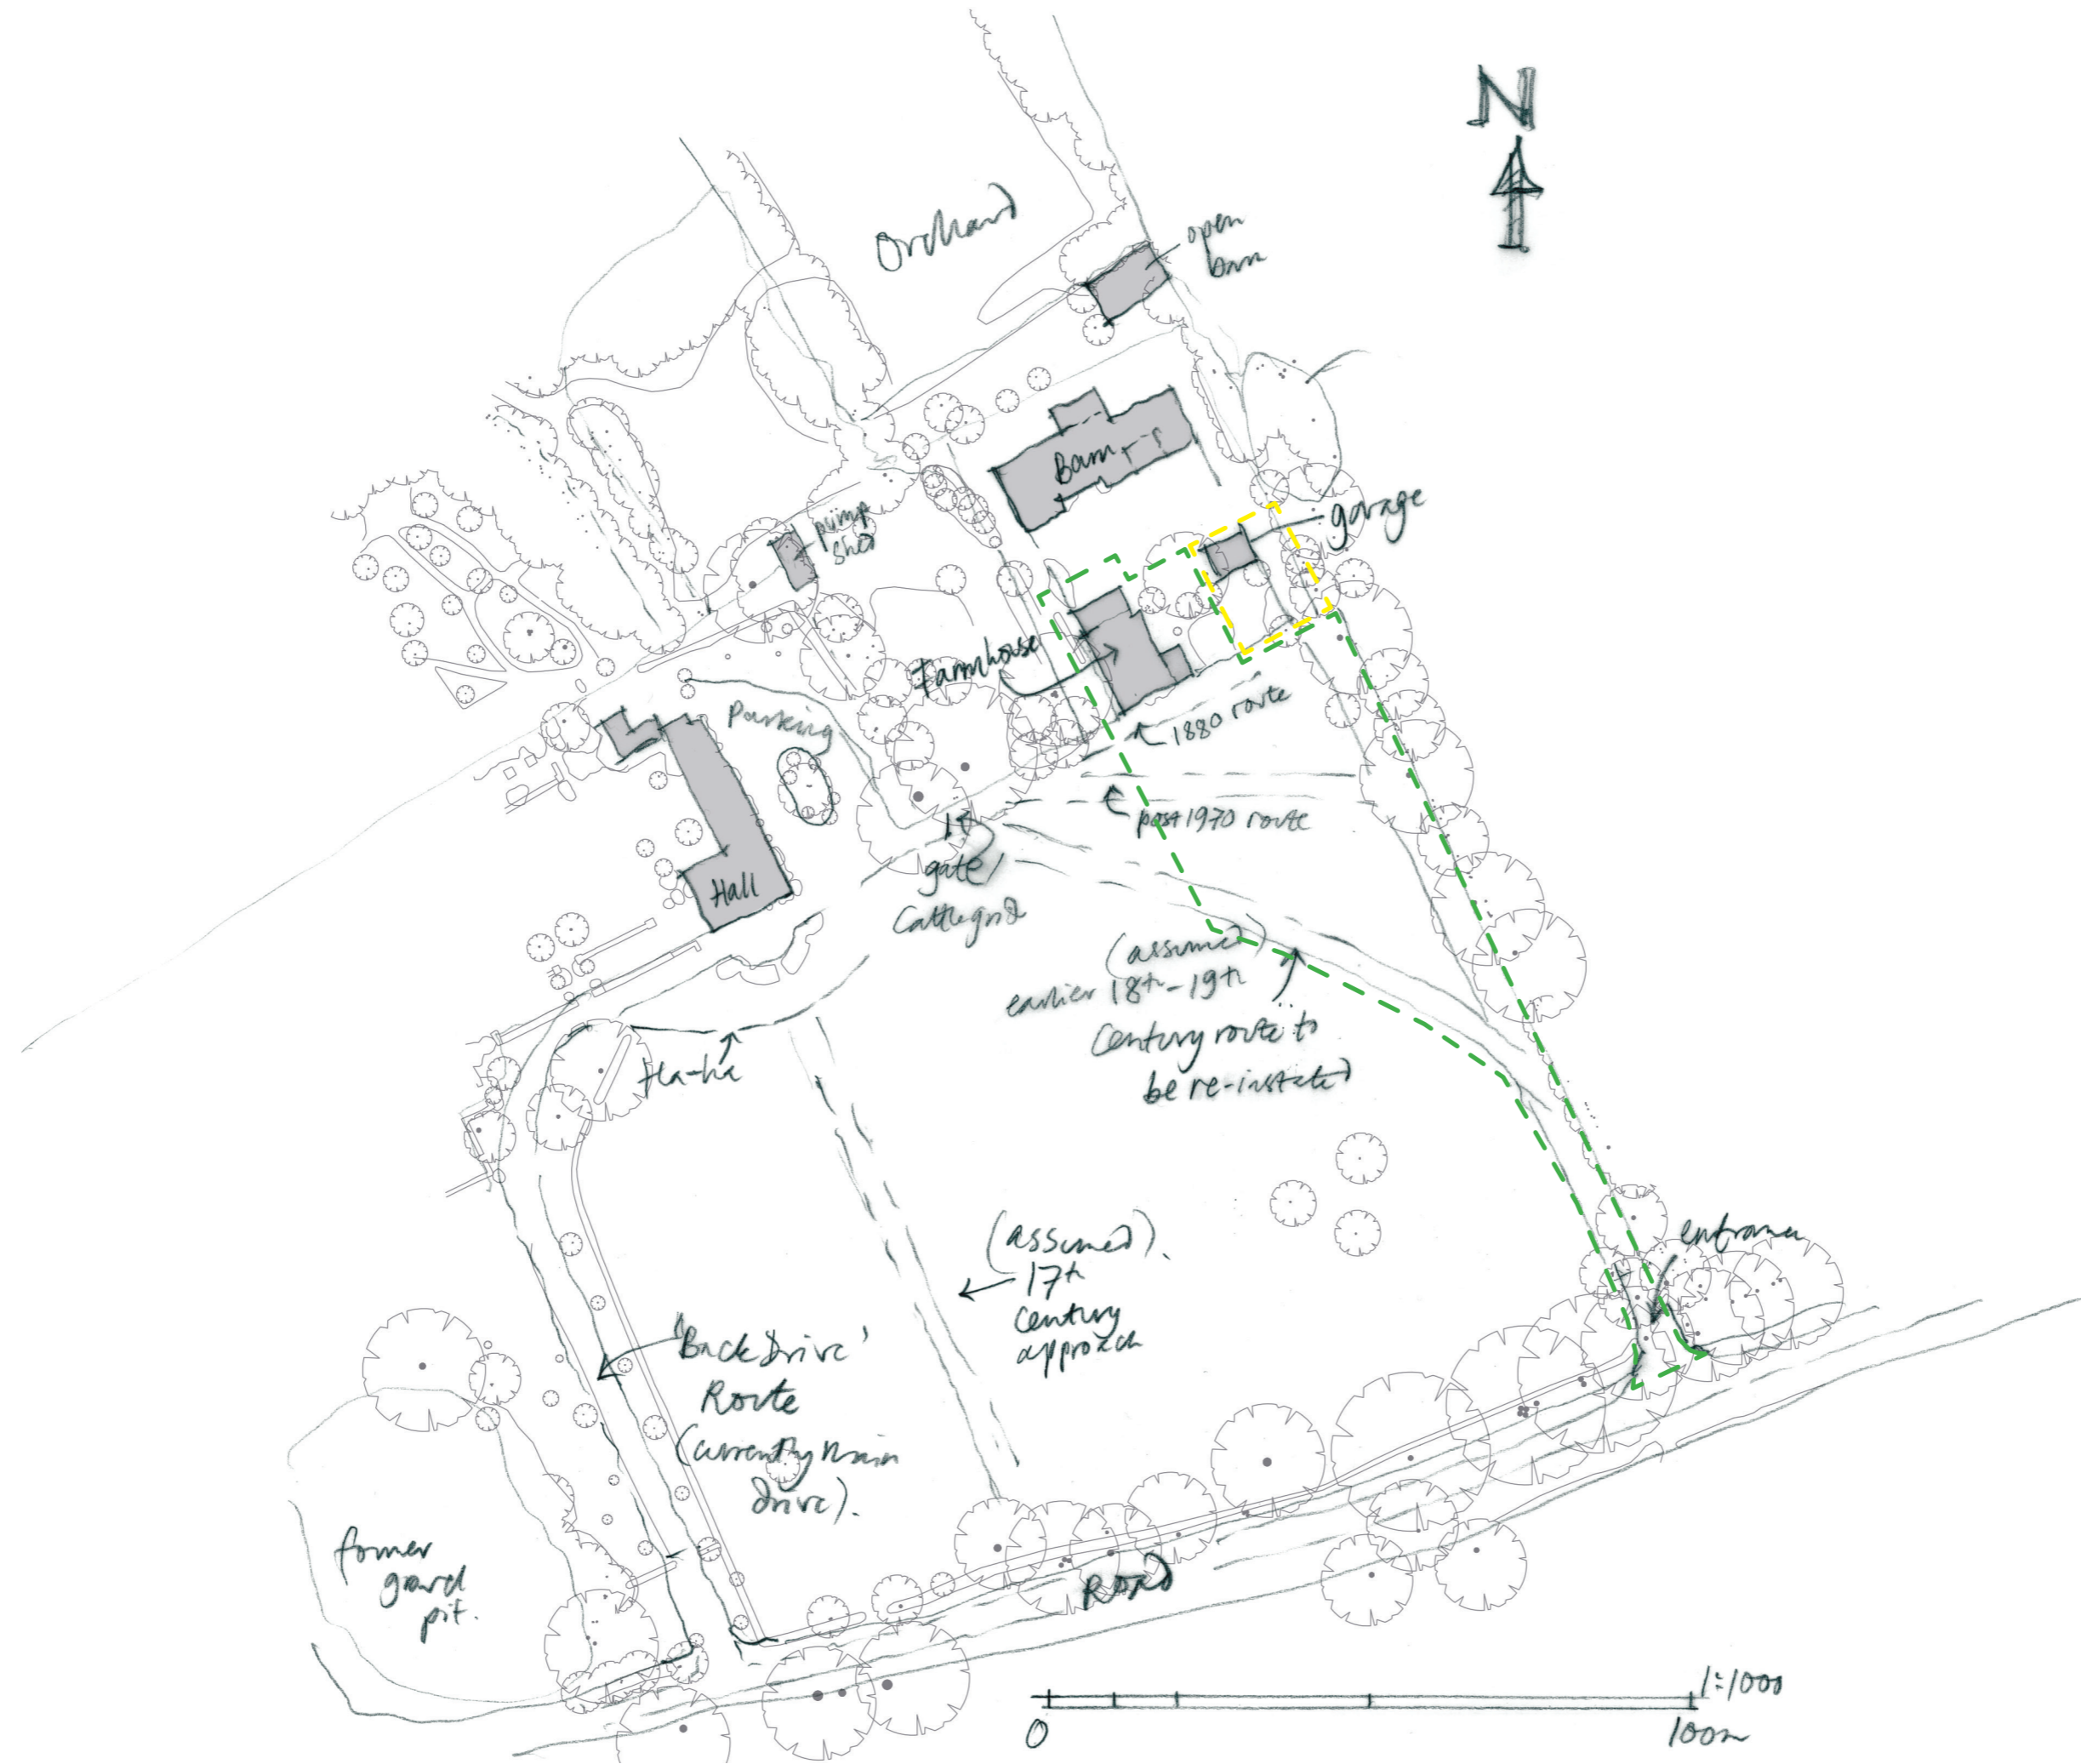 N
Orchard
open
barn
Barn
garage
pump
shed
Farmhouse
Parking
1880 route
post 1970 route
Hall
gate/
Cattlegrid
(assumed)
earlier 18th-19th
Century route to
be re-instated
Ha-ha
(assumed).
17th
Century
approach
entrance
'Back Drive'
Route
(currently main
drive).
former
gravel
pit.
ROAD
1:1000
0
100m